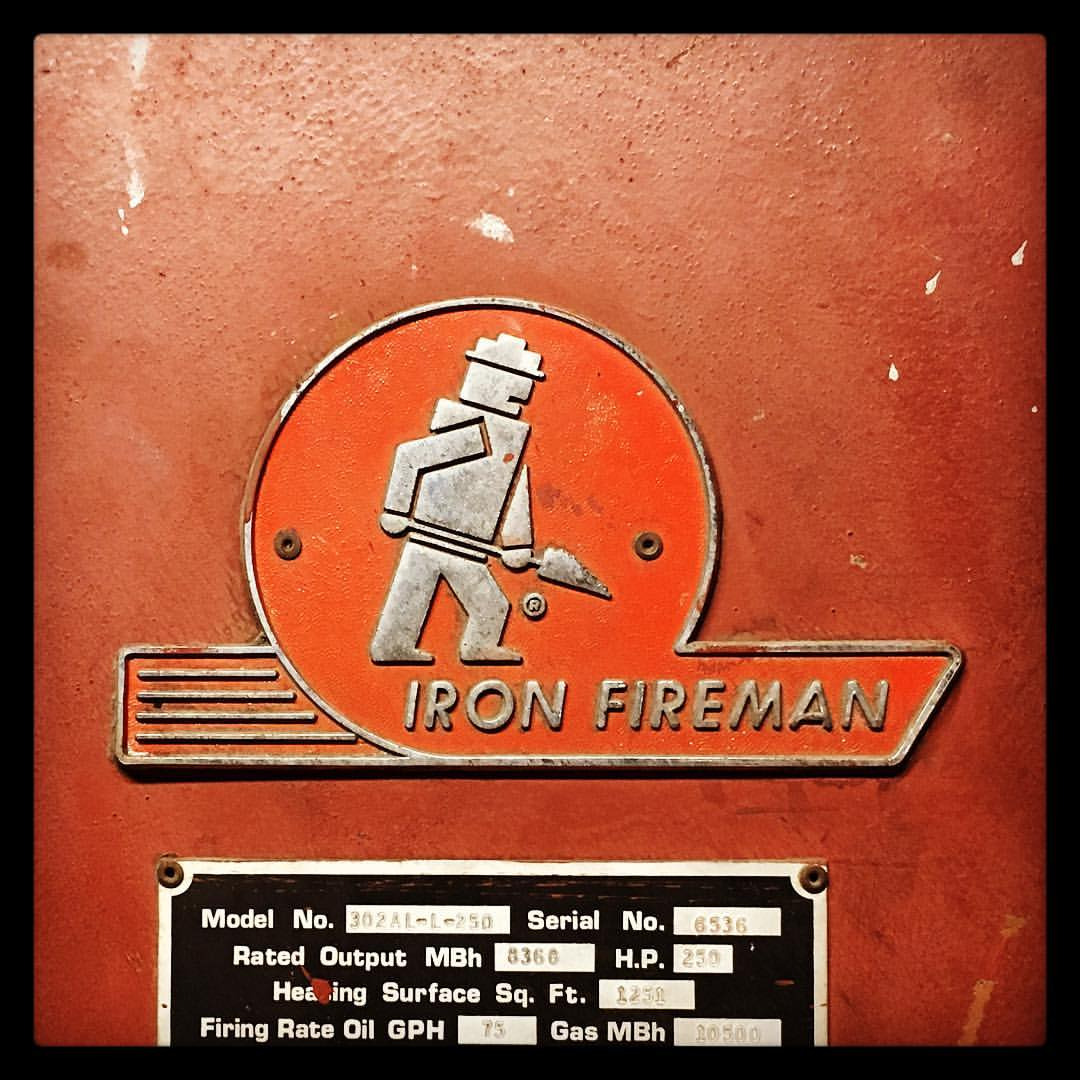 ®
IRON FIREMAN
Model No. 302AL-L-250 Serial No. 6536
Rated Output MBh 8368 H.P. 250
Heating Surface Sq. Ft. 1251
Firing Rate Oil GPH 75 Gas MBh 10500